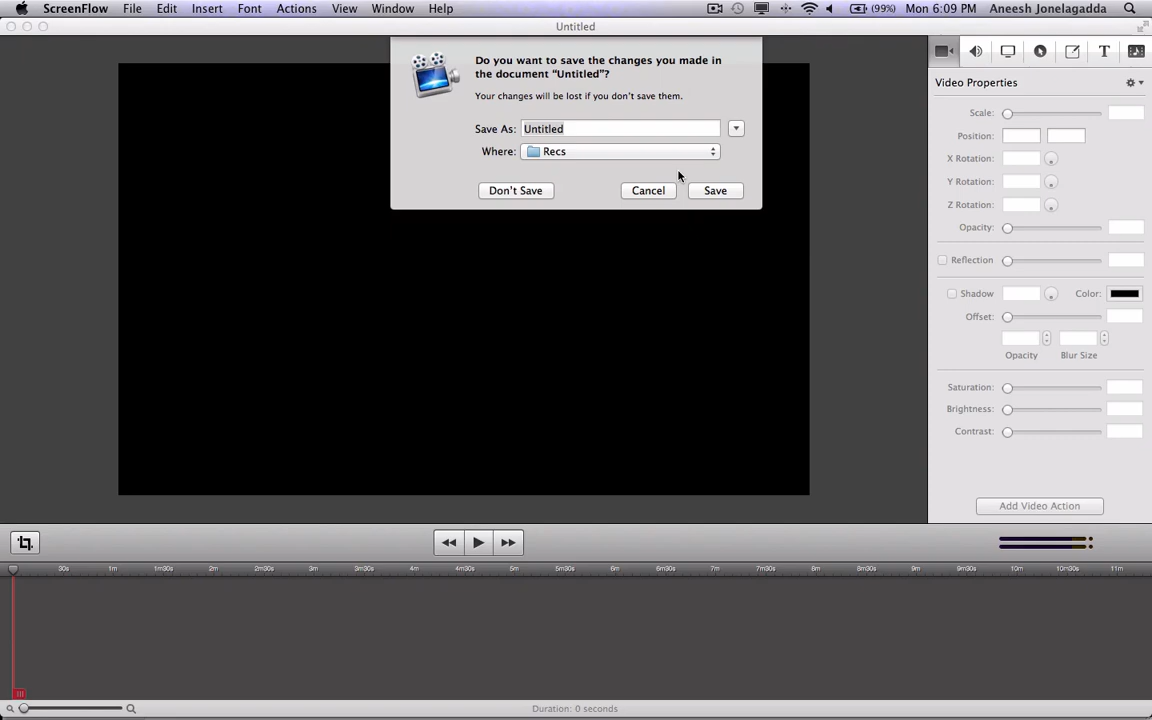 ScreenFlow File Edit Insert Font Actions View Window Help (99%) Mon 6:09 PM Aneesh Jonelagadda
Untitled
Do you want to save the changes you made in
the document “Untitled”?
Your changes will be lost if you don’t save them.
Save As: Untitled
Where: Recs
Don’t Save Cancel Save
T
Video Properties
Scale:
Position:
X Rotation:
Y Rotation:
Z Rotation:
Opacity:
Reflection
Shadow Color:
Offset:
Opacity Blur Size
Saturation:
Brightness:
Contrast:
Add Video Action
30s 1m 1m30s 2m 2m30s 3m 3m30s 4m 4m30s 5m 5m30s 6m 6m30s 7m 7m30s 8m 8m30s 9m 9m30s 10m 10m30s 11m
Duration: 0 seconds